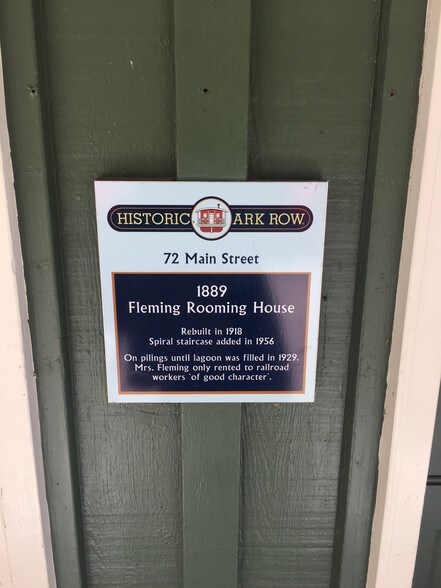 HISTORIC ARK ROW
72 Main Street
1889
Fleming Rooming House
Rebuilt in 1918
Spiral staircase added in 1956
On pilings until lagoon was filled in 1929.
Mrs. Fleming only rented to railroad
workers 'of good character'.